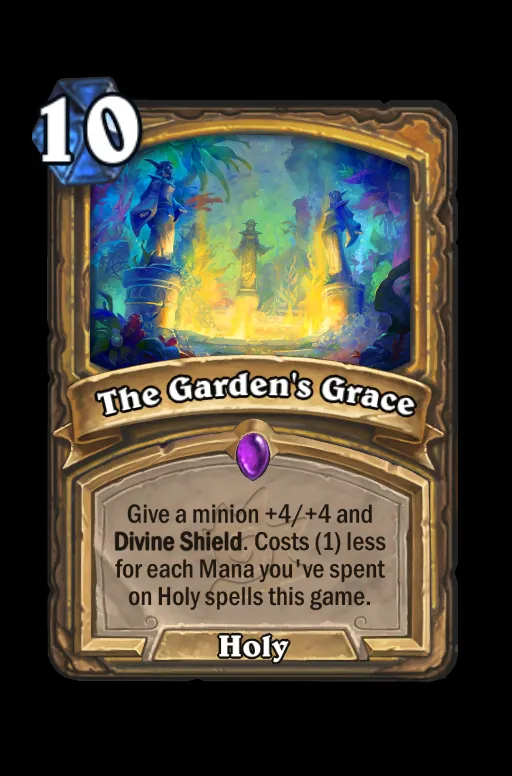 10
The Garden's Grace
Give a minion +4/+4 and
Divine Shield. Costs (1) less
for each Mana you've spent
on Holy spells this game.
Holy